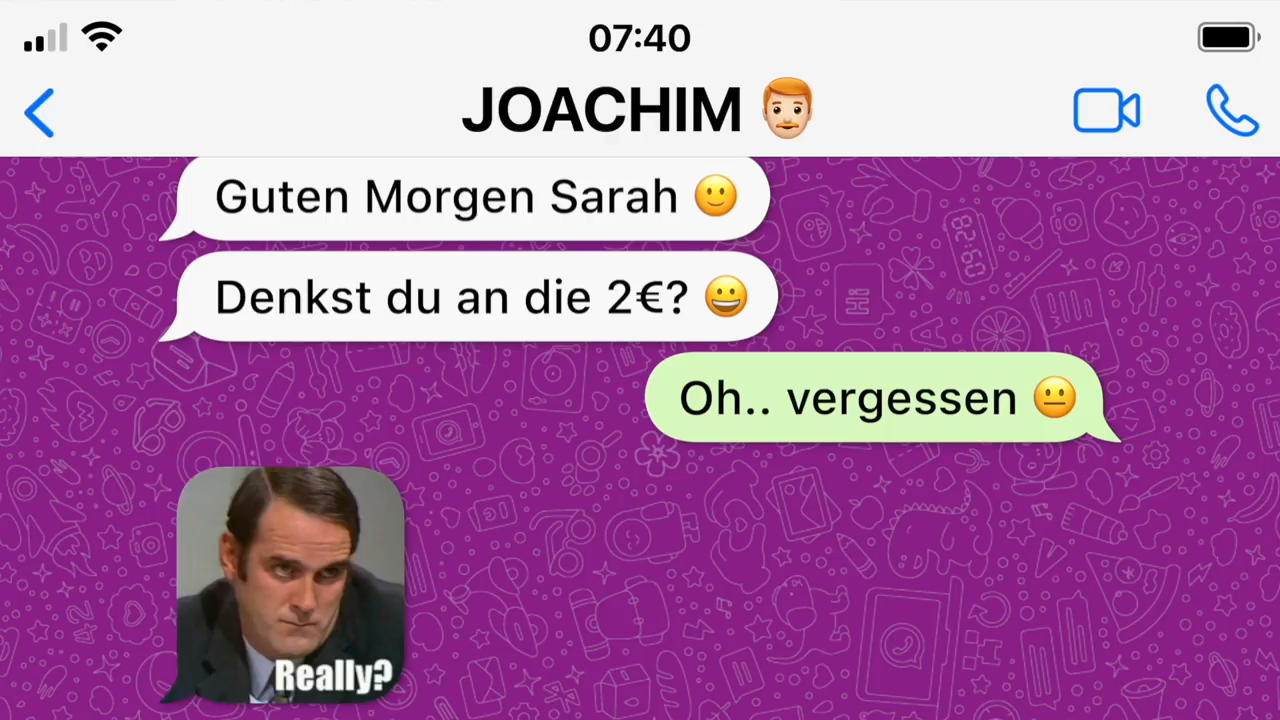 07:40
JOACHIM 👨🏼‍🦰
Guten Morgen Sarah 🙂
Denkst du an die 2€? 😀
Oh.. vergessen 😐
Really?